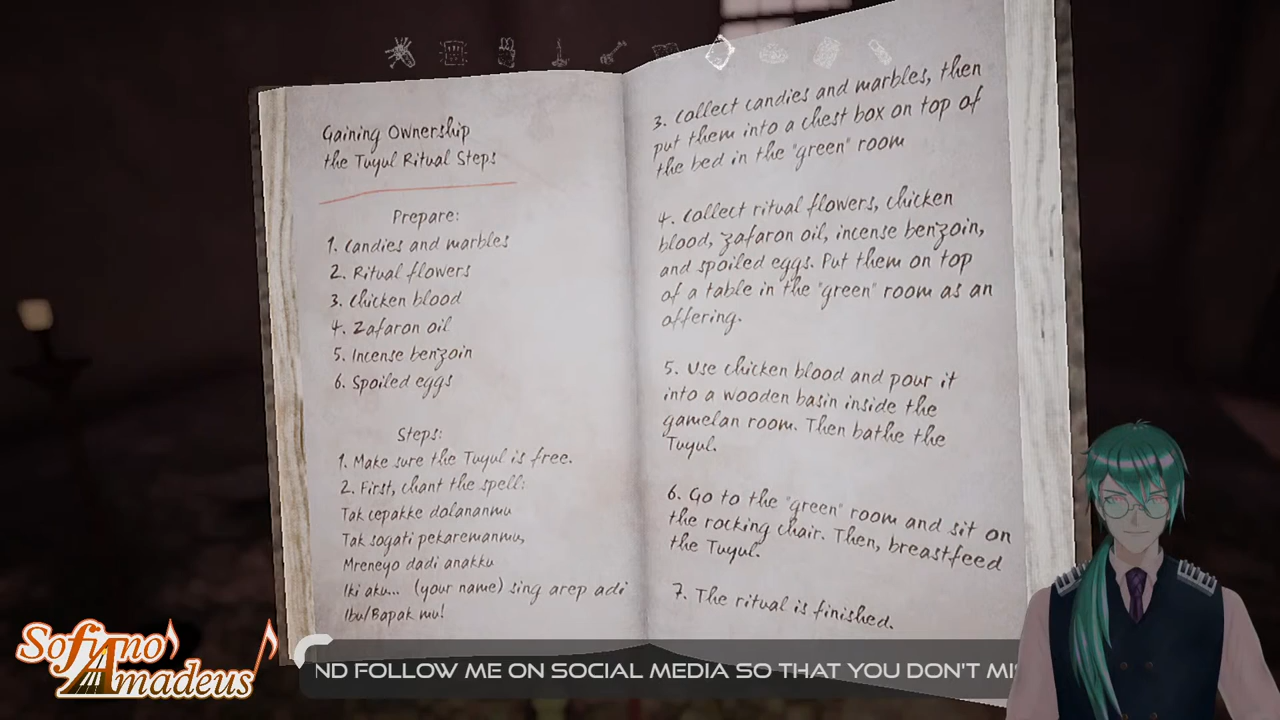 Gaining Ownership
the Tuyul Ritual Steps
Prepare:
1. Candies and marbles
2. Ritual flowers
3. Chicken blood
4. Zafaron oil
5. Incense benzoin
6. Spoiled eggs
Steps:
1. Make sure the Tuyul is free.
2. First, chant the spell:
Tak cepakke dolananmu
Tak sogati pekaremanmu,
Mreneyo dadi anakku
Iki aku... (your name) sing arep adi
Ibu/Bapak mu!
3. Collect candies and marbles, then
put them into a chest box on top of
the bed in the "green" room
4. Collect ritual flowers, chicken
blood, zafaron oil, incense benzoin,
and spoiled eggs. Put them on top
of a table in the "green" room as an
offering.
5. Use chicken blood and pour it
into a wooden basin inside the
gamelan room. Then bathe the
Tuyul.
6. Go to the "green" room and sit on
the rocking chair. Then, breastfeed
the Tuyul.
7. The ritual is finished.
Sofiano
Amadeus
ND FOLLOW ME ON SOCIAL MEDIA SO THAT YOU DON'T MI